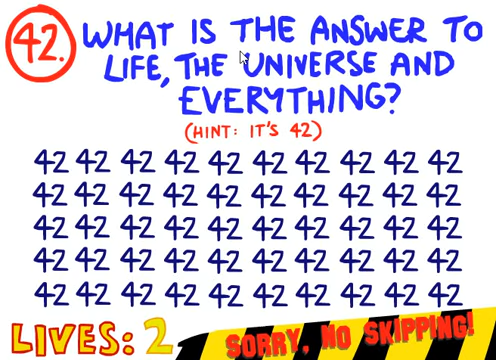 42. WHAT IS THE ANSWER TO
LIFE, THE UNIVERSE AND
EVERYTHING?
(HINT: IT'S 42)
42 42 42 42 42 42 42 42 42 42
42 42 42 42 42 42 42 42 42 42
42 42 42 42 42 42 42 42 42 42
42 42 42 42 42 42 42 42 42 42
42 42 42 42 42 42 42 42 42 42
LIVES: 2 SORRY, NO SKIPPING!